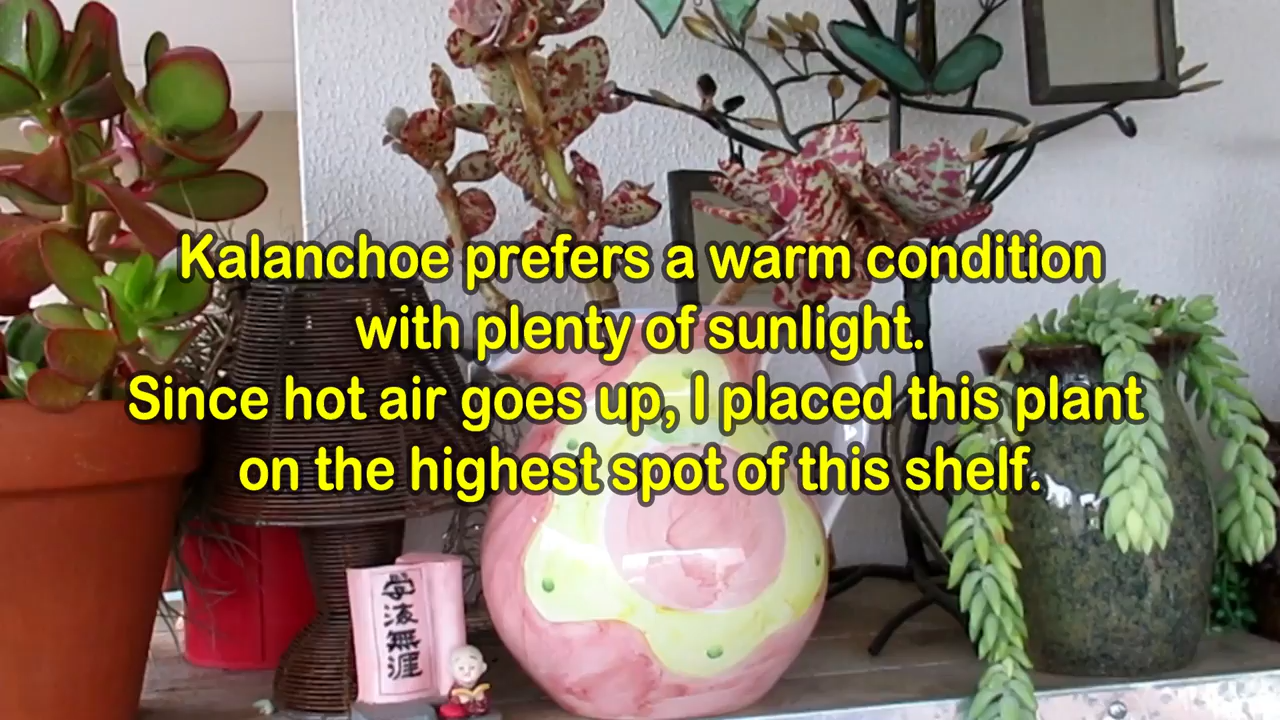 Kalanchoe prefers a warm condition
with plenty of sunlight.
Since hot air goes up, I placed this plant
on the highest spot of this shelf.
學海無涯